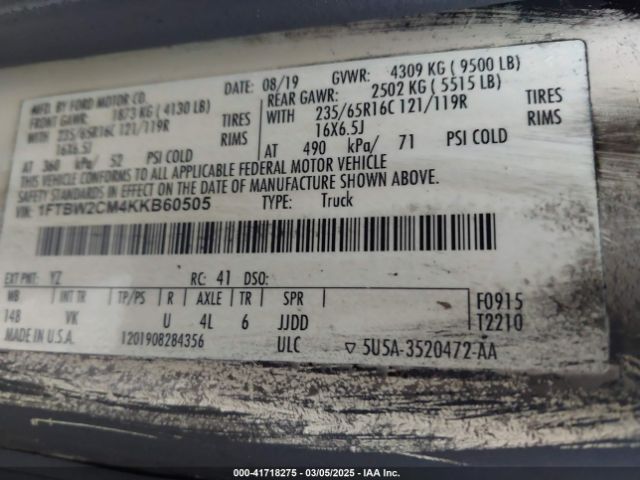 MFD. BY FORD MOTOR CO. DATE: 08/19 GVWR: 4309 KG ( 9500 LB)
FRONT GAWR: 1873 KG ( 4130 LB) REAR GAWR: 2502 KG ( 5515 LB)
WITH 235/65R16C 121/119R TIRES WITH 235/65R16C 121/119R TIRES
16X6.5J RIMS 16X6.5J RIMS
AT 360 kPa/ 52 PSI COLD AT 490 kPa/ 71 PSI COLD
THIS VEHICLE CONFORMS TO ALL APPLICABLE FEDERAL MOTOR VEHICLE
SAFETY STANDARDS IN EFFECT ON THE DATE OF MANUFACTURE SHOWN ABOVE.
VIN: 1FTBW2CM4KKB60505 TYPE: Truck
EXT PNT: YZ RC: 41 DSO:
WB INT TR TP/PS R AXLE TR SPR F0915
148 VK U 4L 6 JJDD T2210
MADE IN U.S.A. 1201908284356 ULC ▽ 5U5A-3520472-AA
000-41718275 - 03/05/2025 - IAA Inc.